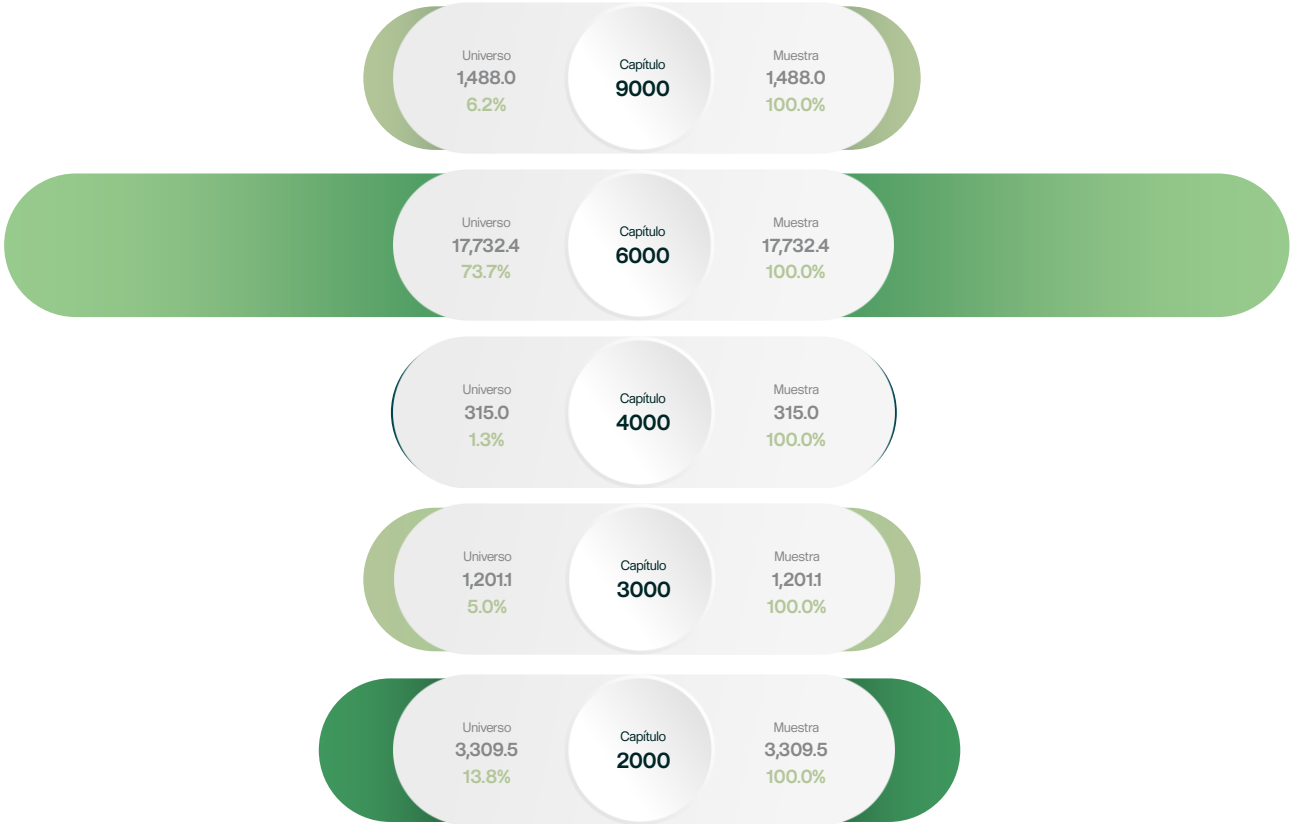 Universo
1,488.0
6.2%
Capítulo
9000
Muestra
1,488.0
100.0%
Universo
17,732.4
73.7%
Capítulo
6000
Muestra
17,732.4
100.0%
Universo
315.0
1.3%
Capítulo
4000
Muestra
315.0
100.0%
Universo
1,201.1
5.0%
Capítulo
3000
Muestra
1,201.1
100.0%
Universo
3,309.5
13.8%
Capítulo
2000
Muestra
3,309.5
100.0%